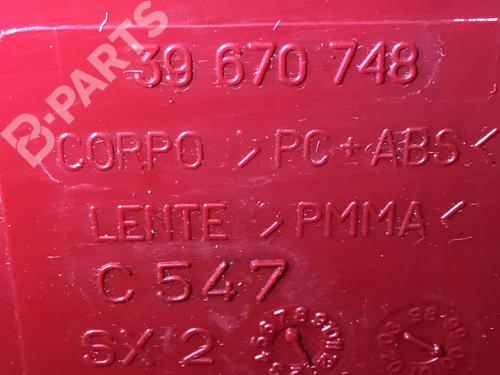 39 670 748
B-PARTS
CORPO >PC+ABS<
LENTE >PMMA<
C 547
SX 2